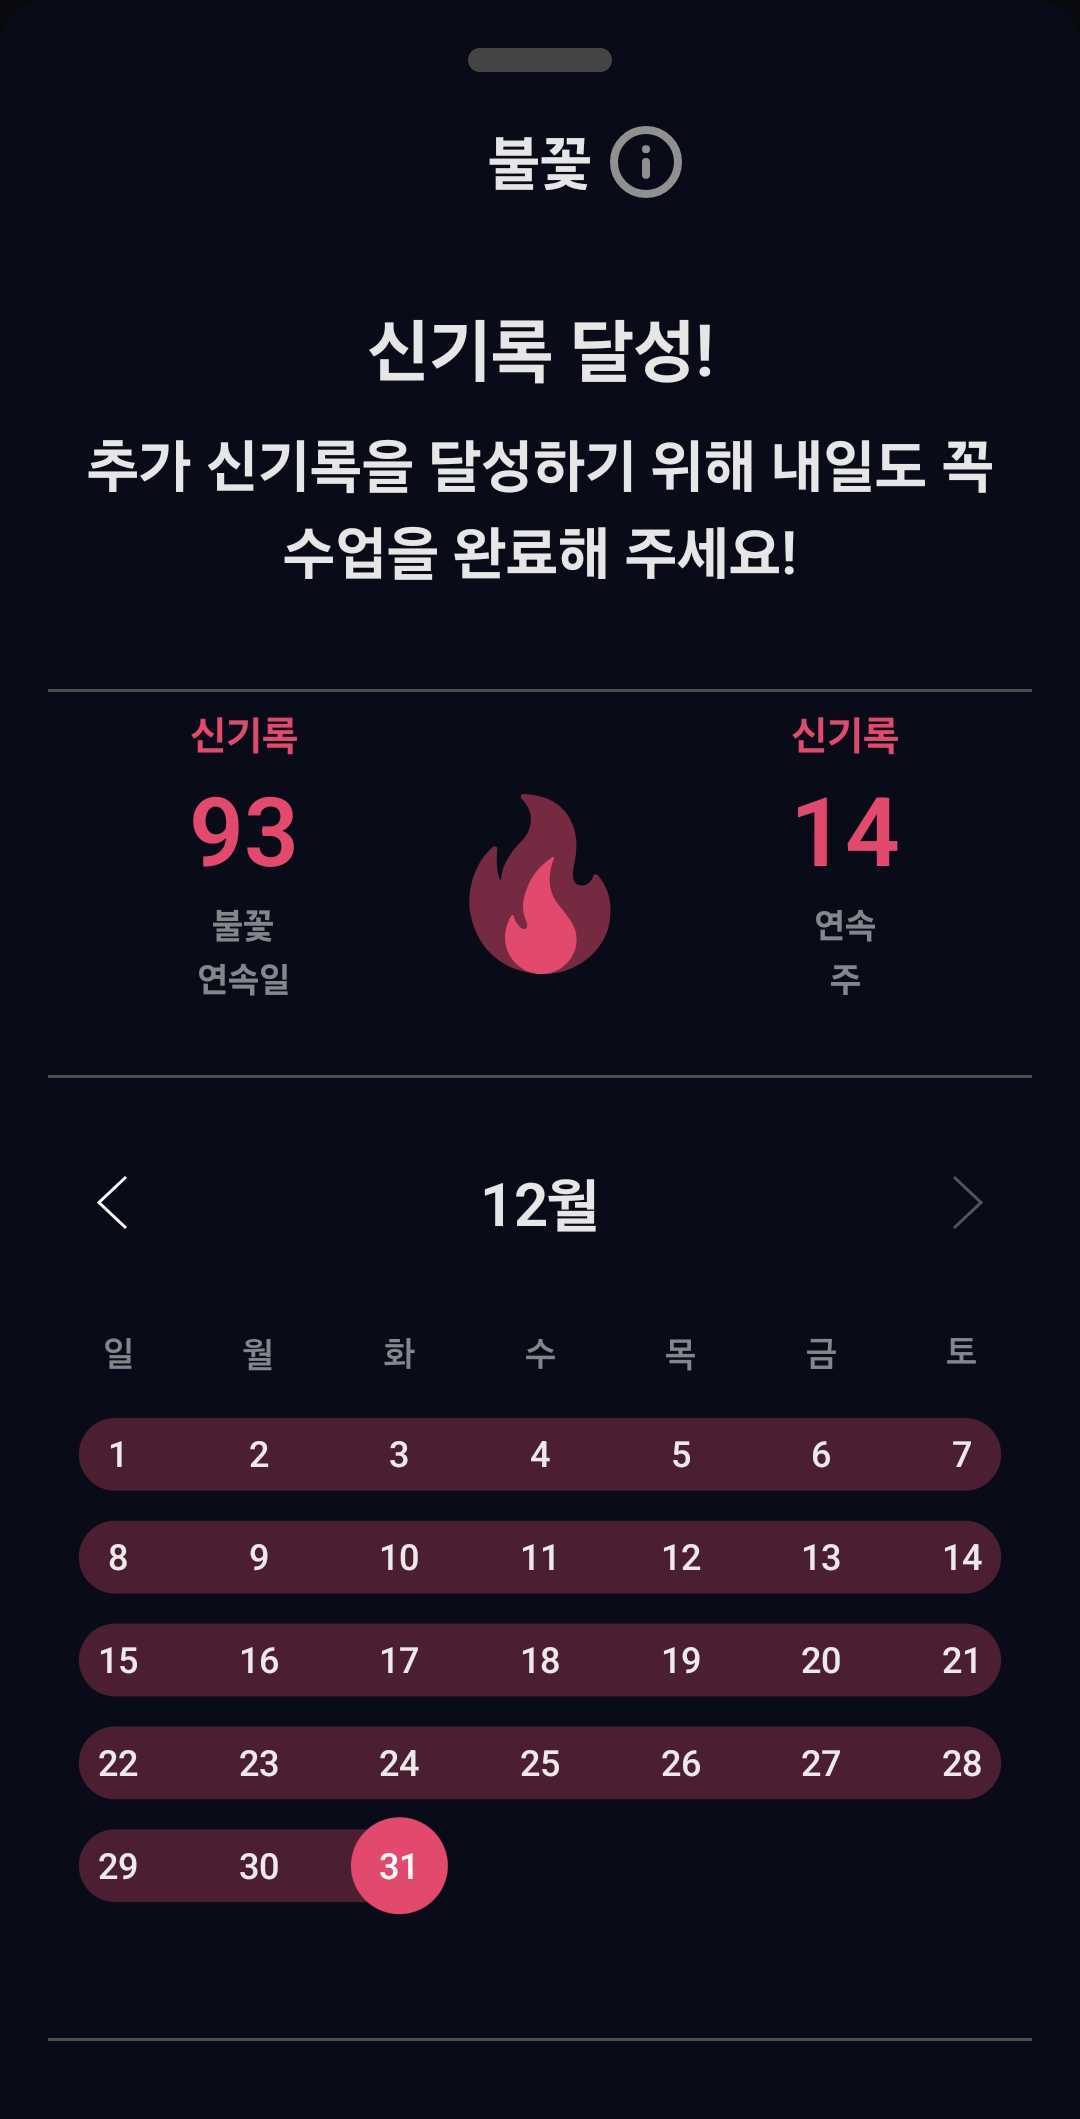 불꽃
신기록 달성!
추가 신기록을 달성하기 위해 내일도 꼭
수업을 완료해 주세요!
신기록 신기록
93 14
불꽃 연속
연속일 주
12월
일 월 화 수 목 금 토
1 2 3 4 5 6 7
8 9 10 11 12 13 14
15 16 17 18 19 20 21
22 23 24 25 26 27 28
29 30 31